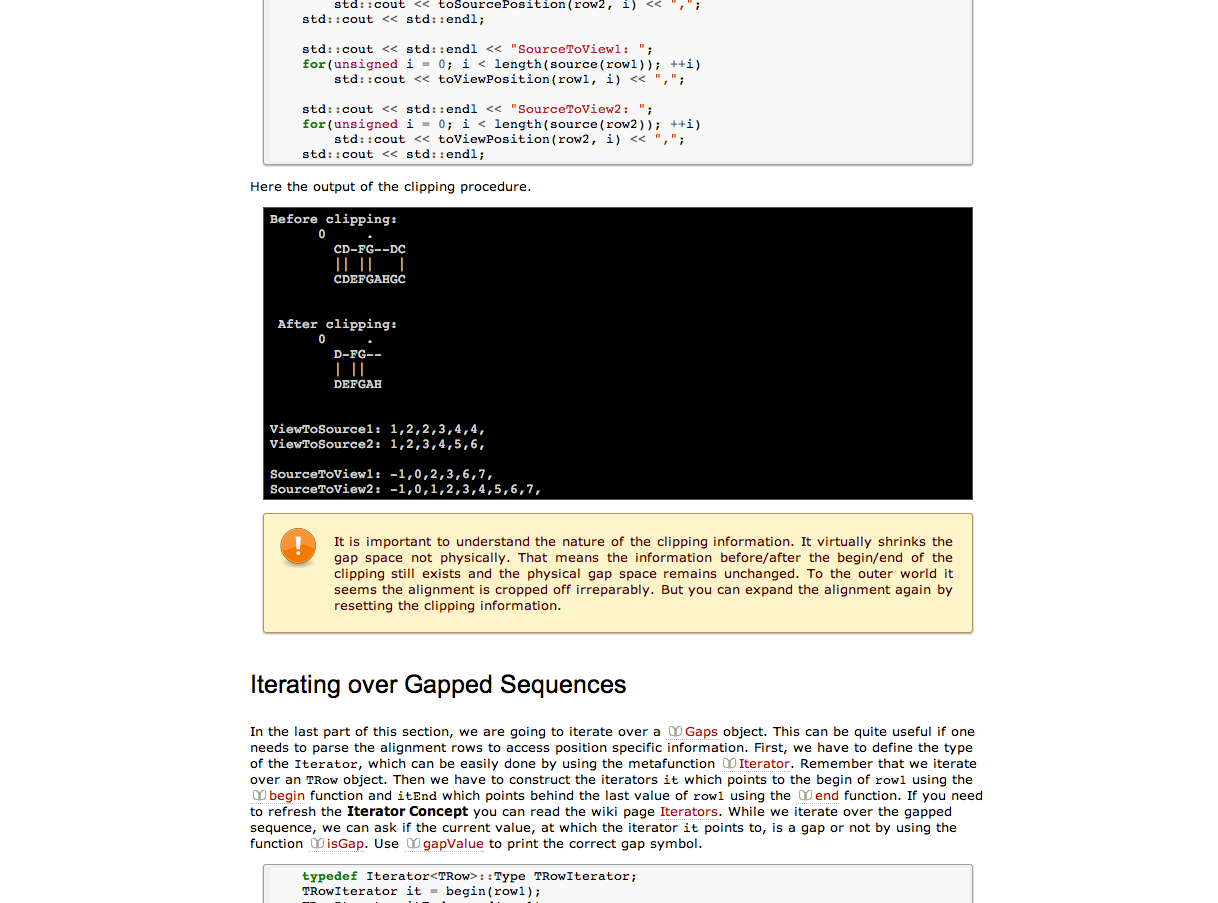 std::cout << toSourcePosition(row2, i) << ",";
std::cout << std::endl;
std::cout << std::endl << "SourceToView1: ";
for(unsigned i = 0; i < length(source(row1)); ++i)
std::cout << toViewPosition(row1, i) << ",";
std::cout << std::endl << "SourceToView2: ";
for(unsigned i = 0; i < length(source(row2)); ++i)
std::cout << toViewPosition(row2, i) << ",";
std::cout << std::endl;
Here the output of the clipping procedure.
Before clipping:
0     .
CD-FG--DC
|| ||   |
CDEFGAHGC
After clipping:
0     .
D-FG--
| ||
DEFGAH
ViewToSource1: 1,2,2,3,4,4,
ViewToSource2: 1,2,3,4,5,6,
SourceToView1: -1,0,2,3,6,7,
SourceToView2: -1,0,1,2,3,4,5,6,7,
It is important to understand the nature of the clipping information. It virtually shrinks the
gap space not physically. That means the information before/after the begin/end of the
clipping still exists and the physical gap space remains unchanged. To the outer world it
seems the alignment is cropped off irreparably. But you can expand the alignment again by
resetting the clipping information.
Iterating over Gapped Sequences
In the last part of this section, we are going to iterate over a Gaps object. This can be quite useful if one
needs to parse the alignment rows to access position specific information. First, we have to define the type
of the Iterator, which can be easily done by using the metafunction Iterator. Remember that we iterate
over an TRow object. Then we have to construct the iterators it which points to the begin of row1 using the
begin function and itEnd which points behind the last value of row1 using the end function. If you need
to refresh the Iterator Concept you can read the wiki page Iterators. While we iterate over the gapped
sequence, we can ask if the current value, at which the iterator it points to, is a gap or not by using the
function isGap. Use gapValue to print the correct gap symbol.
typedef Iterator<TRow>::Type TRowIterator;
TRowIterator it = begin(row1);